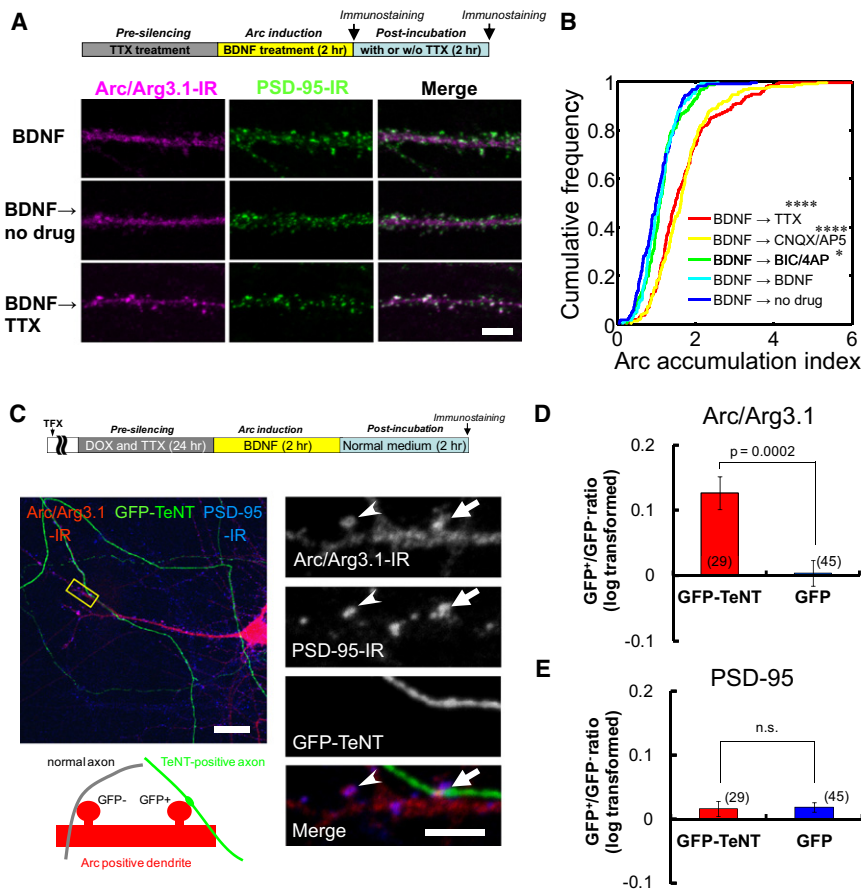 A
Pre-silencing
Arc induction
Immunostaining
Post-incubation
Immunostaining
TTX treatment
BDNF treatment (2 hr)
with or w/o TTX (2 hr)
Arc/Arg3.1-IR
PSD-95-IR
Merge
BDNF
BDNF→
no drug
BDNF→
TTX
B
Cumulative frequency
1
0.8
0.6
0.4
0.2
0
BDNF → TTX ****
BDNF → CNQX/AP5 ****
BDNF → BIC/4AP *
BDNF → BDNF
BDNF → no drug
0 2 4 6
Arc accumulation index
C
TFX
Pre-silencing
Arc induction
Post-incubation
Immunostaining
DOX and TTX (24 hr)
BDNF (2 hr)
Normal medium (2 hr)
Arc/Arg3.1
-IR
GFP-TeNT
PSD-95
-IR
Arc/Arg3.1-IR
PSD-95-IR
GFP-TeNT
Merge
normal axon
TeNT-positive axon
GFP-
GFP+
Arc positive dendrite
D
Arc/Arg3.1
GFP⁺/GFP⁻ratio
(log transformed)
0.2
0.1
0
-0.1
p = 0.0002
(29)
(45)
GFP-TeNT
GFP
E
PSD-95
GFP⁺/GFP⁻ratio
(log transformed)
0.2
0.1
0
-0.1
n.s.
(29)
(45)
GFP-TeNT
GFP